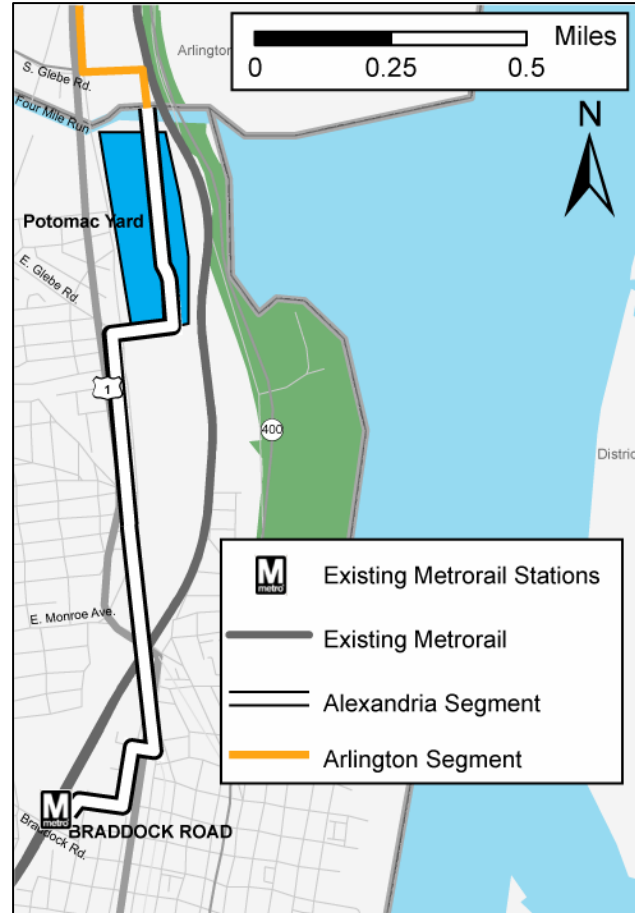 Arlington
Miles
0
0.25
0.5
S. Glebe Rd.
Four Mile Run
N
Potomac Yard
E. Glebe Rd.
1
400
Distric
M
metro
Existing Metrorail Stations
Existing Metrorail
E. Monroe Ave.
Alexandria Segment
Arlington Segment
M
metro
BRADDOCK ROAD
Braddock Rd.